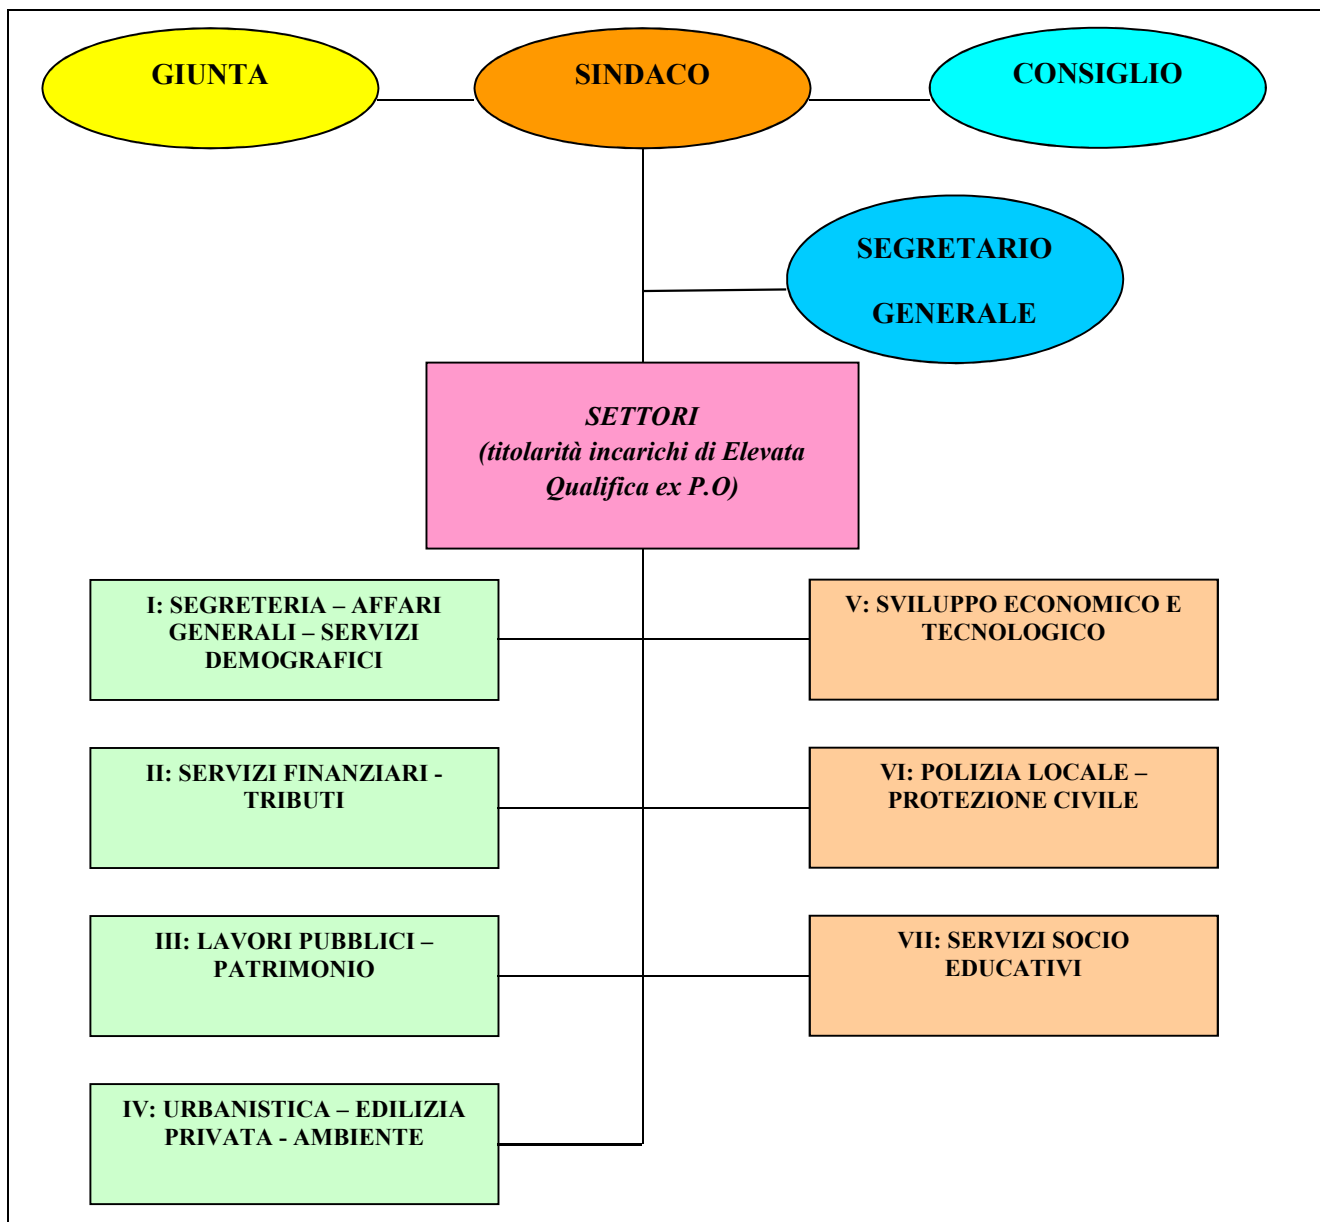 GIUNTA
SINDACO
CONSIGLIO
SEGRETARIO
GENERALE
SETTORI
(titolarità incarichi di Elevata
Qualifica ex P.O)
I: SEGRETERIA – AFFARI
GENERALI – SERVIZI
DEMOGRAFICI
V: SVILUPPO ECONOMICO E
TECNOLOGICO
II: SERVIZI FINANZIARI -
TRIBUTI
VI: POLIZIA LOCALE –
PROTEZIONE CIVILE
III: LAVORI PUBBLICI –
PATRIMONIO
VII: SERVIZI SOCIO
EDUCATIVI
IV: URBANISTICA – EDILIZIA
PRIVATA - AMBIENTE